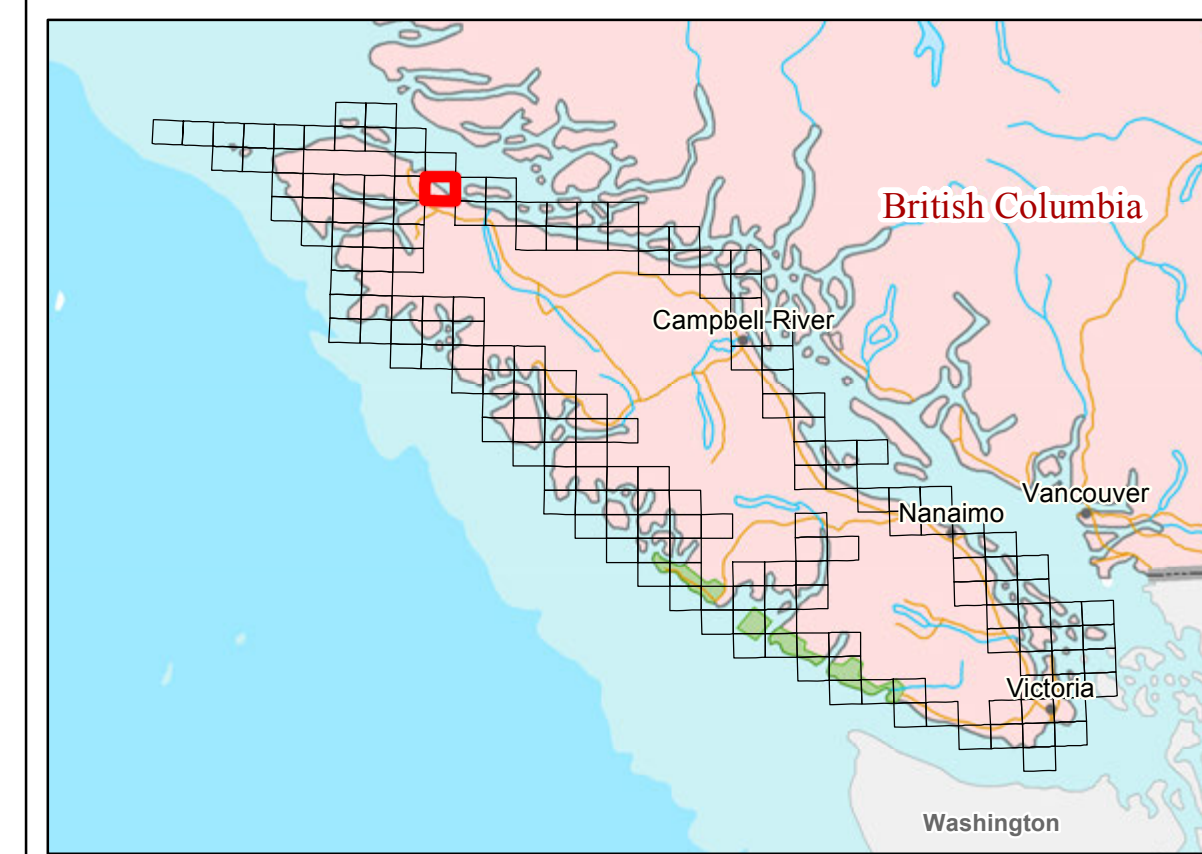 British Columbia
Campbell River
Vancouver
Nanaimo
Victoria
Washington